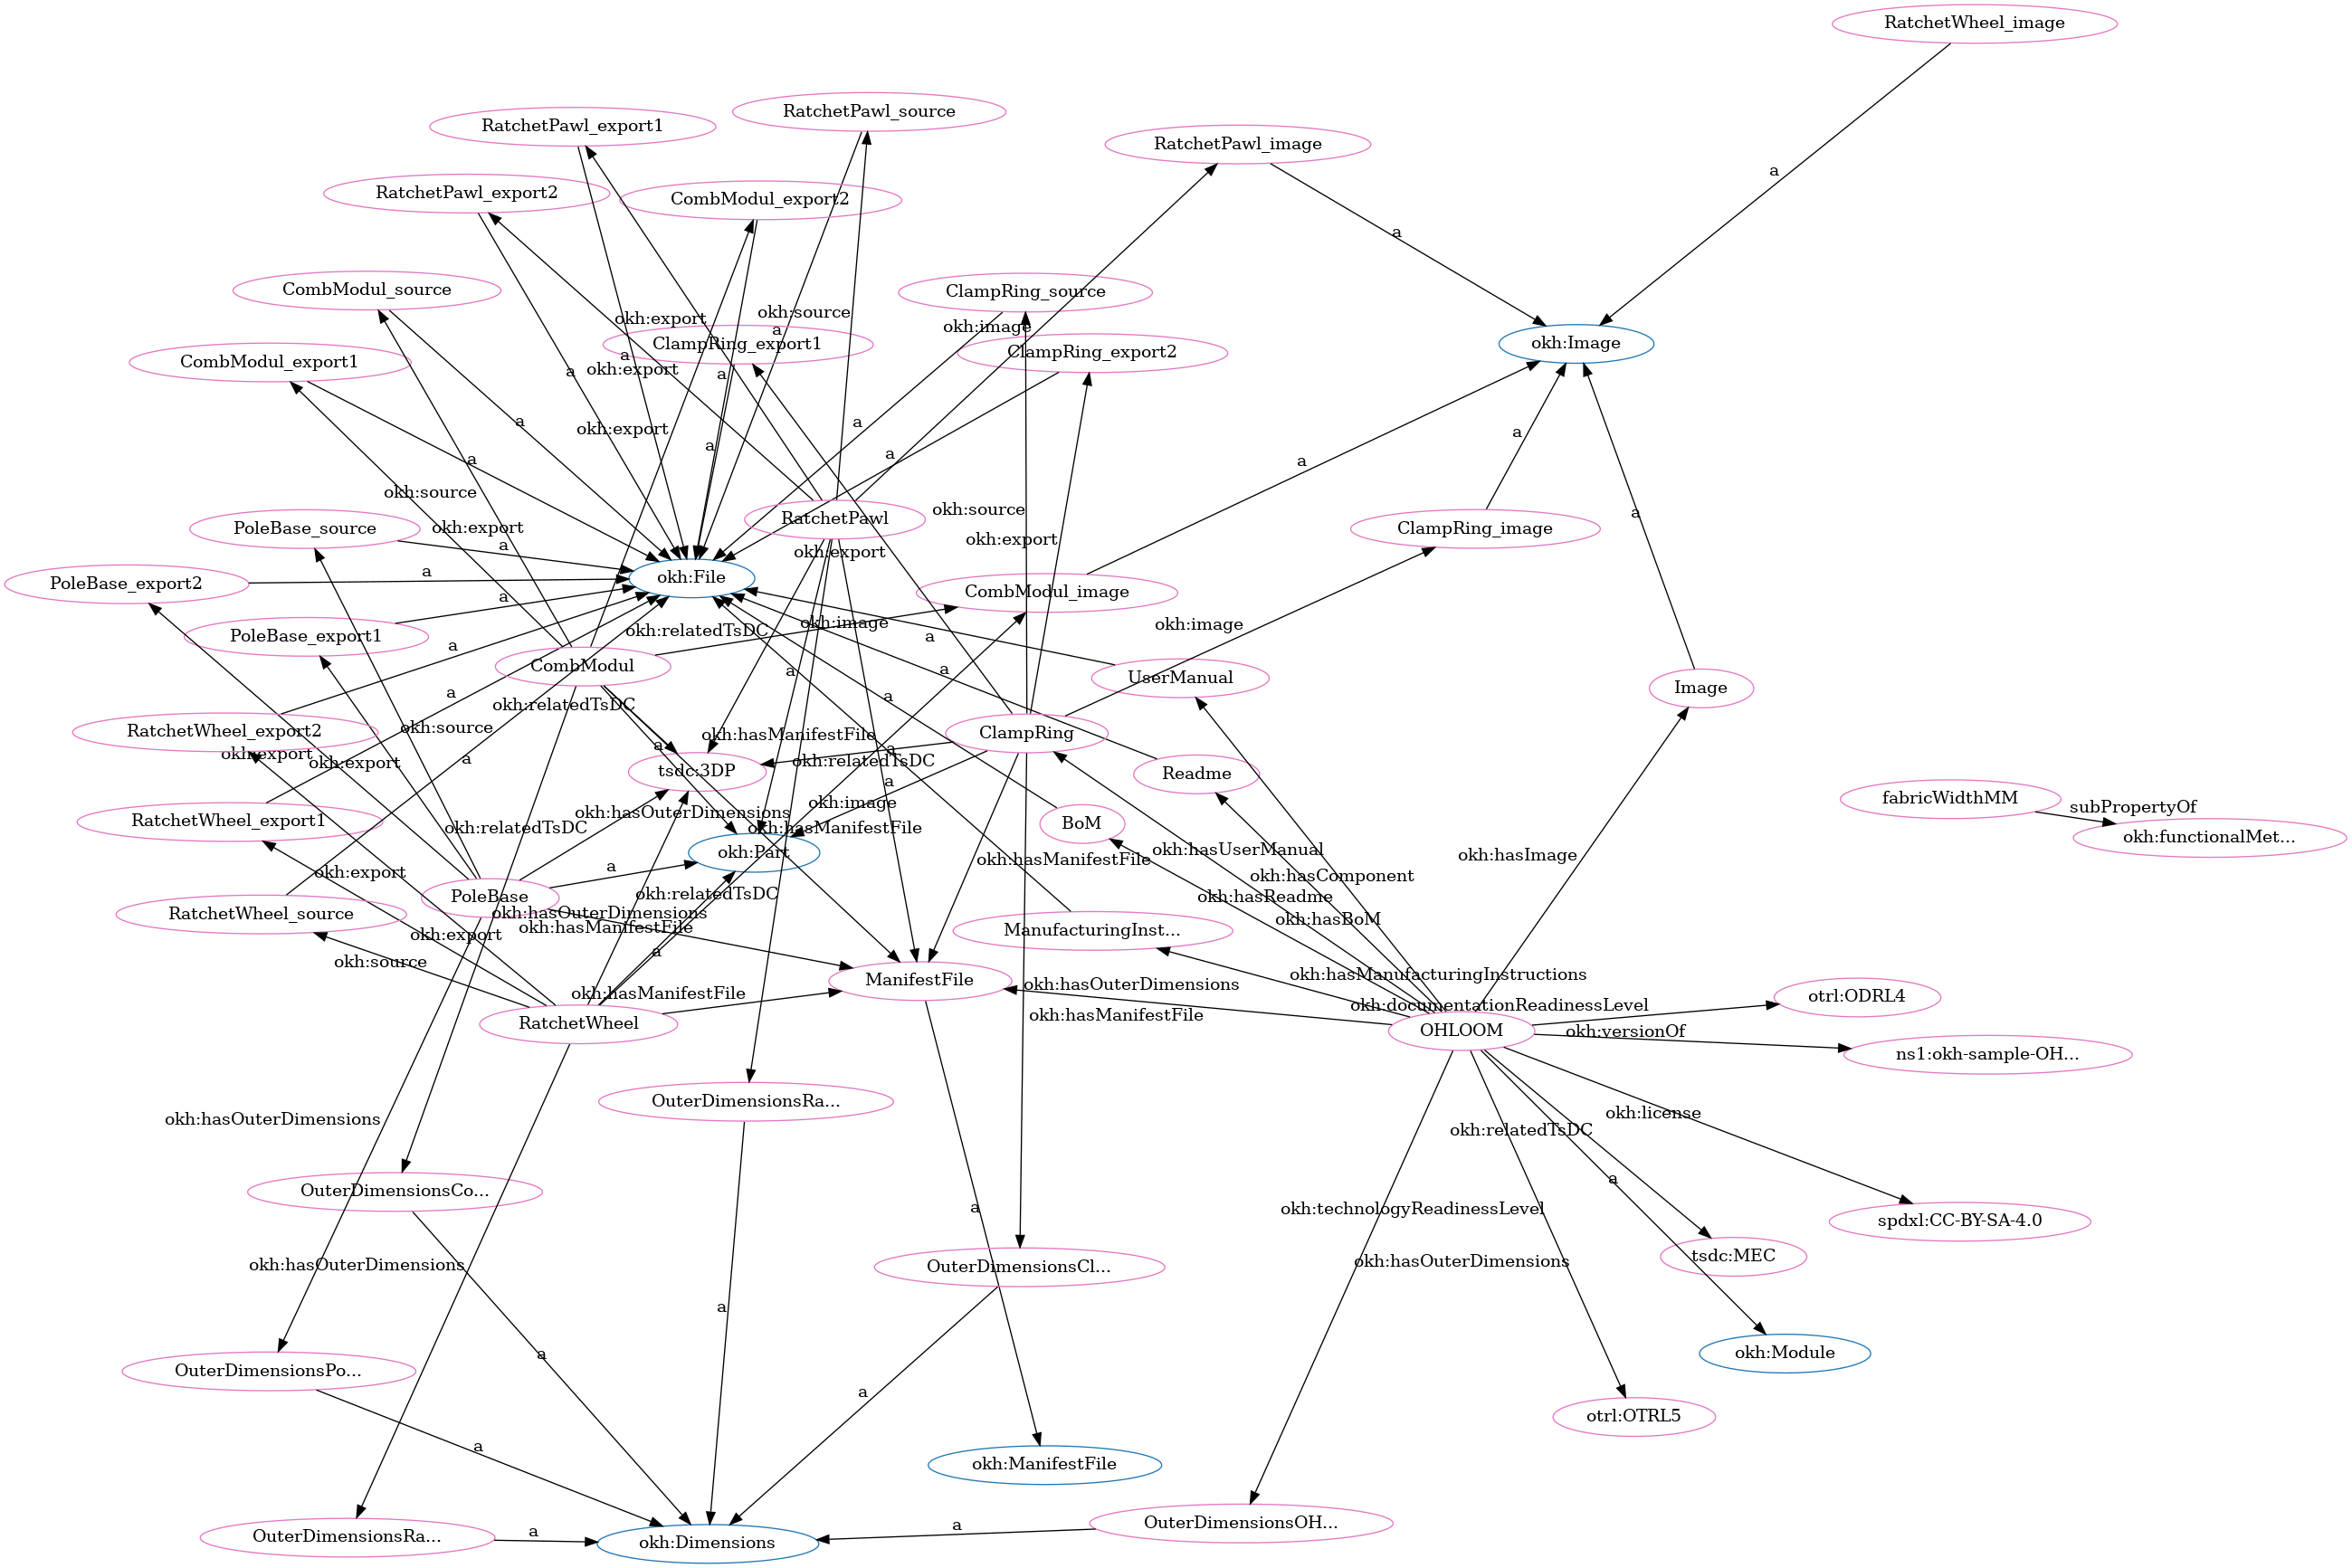 RatchetWheel_image
RatchetPawl_source
RatchetPawl_export1
RatchetPawl_image
a
RatchetPawl_export2
CombModul_export2
a
CombModul_source
ClampRing_source
okh:source
okh:export
okh:image
a
okh:Image
ClampRing_export1
ClampRing_export2
a
CombModul_export1
okh:export
a
a
a
a
okh:export
a
a
a
a
a
a
okh:source
okh:source
a
RatchetPawl
PoleBase_source
okh:export
ClampRing_image
okh:export
a
okh:export
a
okh:File
PoleBase_export2
CombModul_image
a
okh:image
okh:image
okh:relatedTsDC
PoleBase_export1
a
a
CombModul
a
a
UserManual
Image
a
a
okh:relatedTsDC
okh:source
RatchetWheel_export2
okh:hasManifestFile
ClampRing
a
a
okh:export
okh:export
a
okh:relatedTsDC
tsdc:3DP
Readme
a
fabricWidthMM
okh:image
subPropertyOf
okh:hasOuterDimensions
RatchetWheel_export1
BoM
okh:relatedTsDC
okh:hasManifestFile
okh:functionalMet...
okh:Part
okh:hasUserManual
okh:hasImage
okh:hasManifestFile
a
okh:export
okh:hasComponent
okh:relatedTsDC
PoleBase
okh:hasReadme
RatchetWheel_source
okh:hasOuterDimensions
okh:hasBoM
okh:hasManifestFile
ManufacturingInst...
okh:export
a
okh:source
okh:hasManufacturingInstructions
ManifestFile
okh:hasOuterDimensions
okh:hasManifestFile
otrl:ODRL4
okh:documentationReadinessLevel
okh:hasManifestFile
RatchetWheel
OHLOOM
okh:versionOf
ns1:okh-sample-OH...
OuterDimensionsRa...
okh:license
okh:hasOuterDimensions
okh:relatedTsDC
a
OuterDimensionsCo...
a
okh:technologyReadinessLevel
spdxl:CC-BY-SA-4.0
tsdc:MEC
okh:hasOuterDimensions
okh:hasOuterDimensions
OuterDimensionsCl...
a
a
okh:Module
OuterDimensionsPo...
a
otrl:OTRL5
a
okh:ManifestFile
OuterDimensionsOH...
a
a
OuterDimensionsRa...
okh:Dimensions